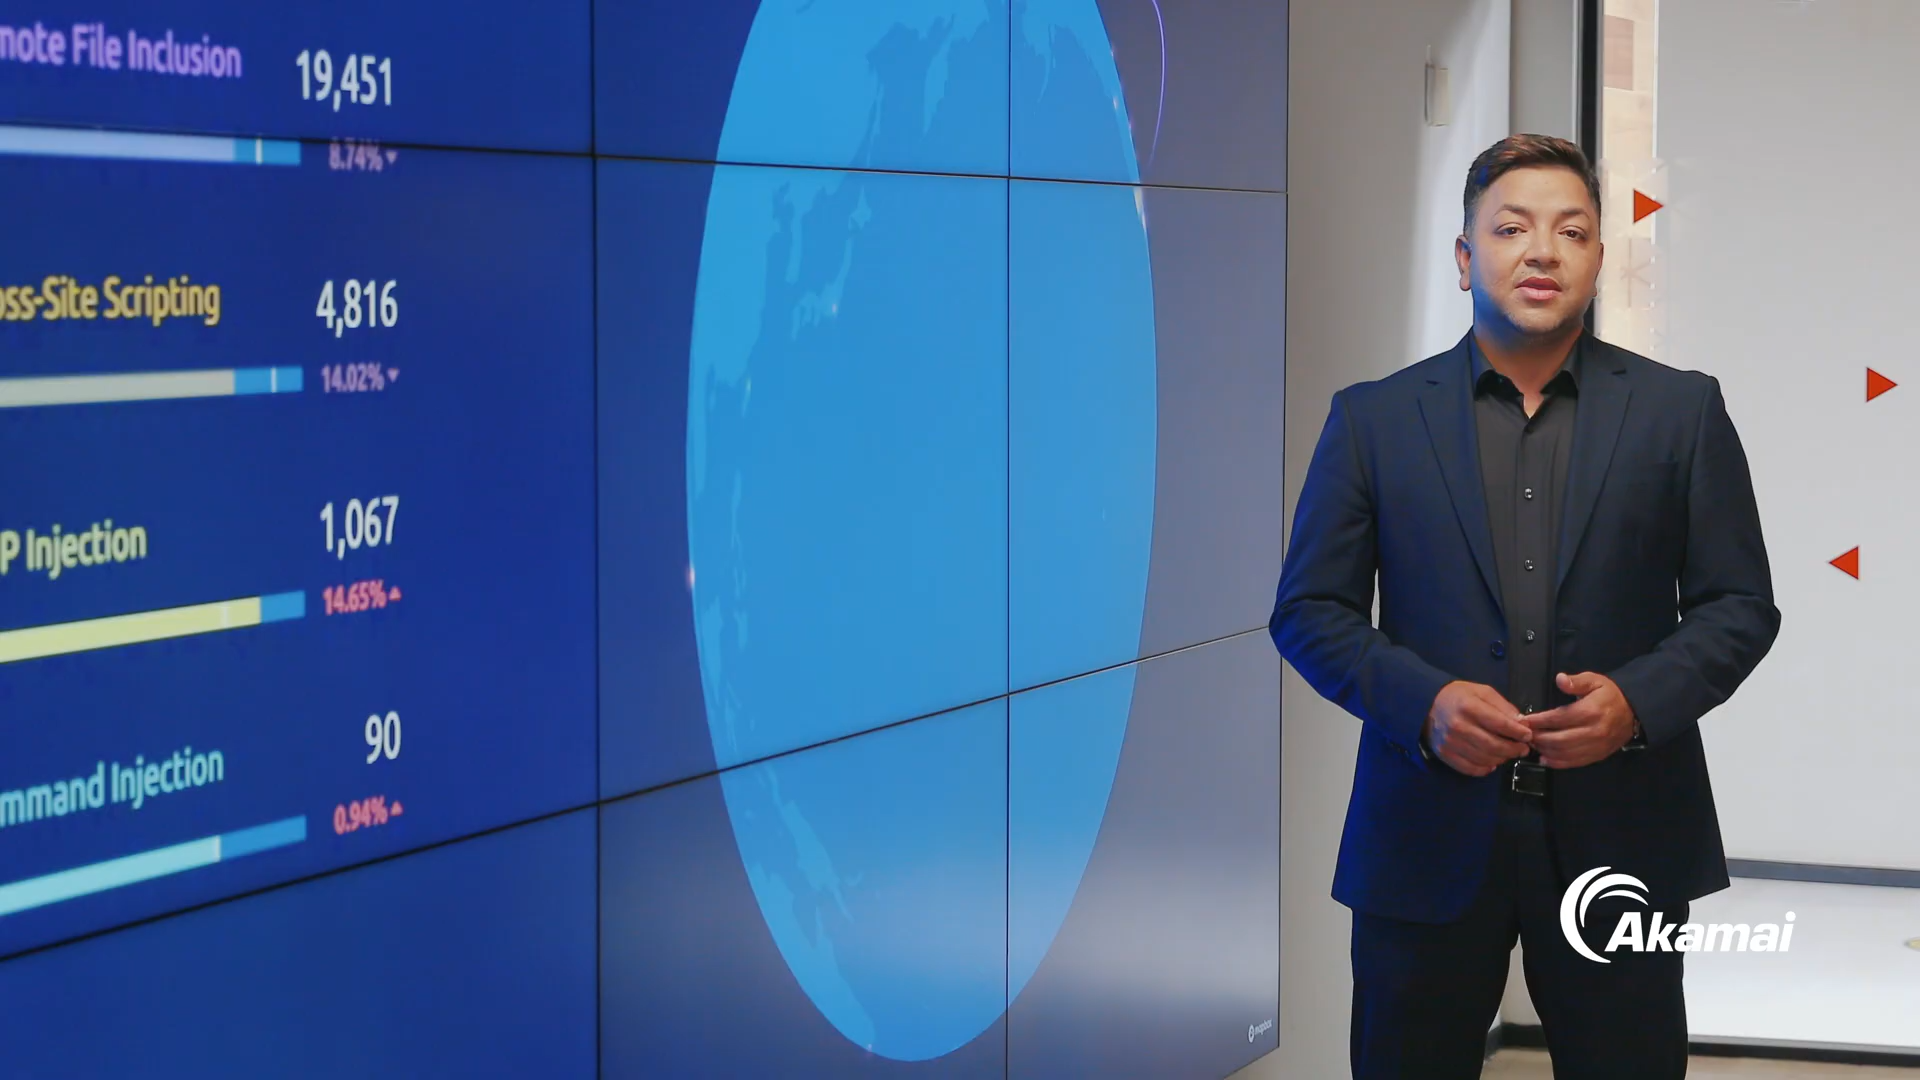 mote File Inclusion
19,451
8.74%
oss-Site Scripting
4,816
14.02%
P Injection
1,067
14.65%
mmand Injection
90
0.94%
mapbox
Akamai